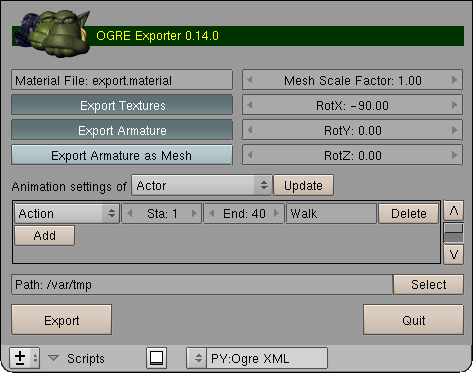 OGRE Exporter 0.14.0
Material File: export.material
Mesh Scale Factor: 1.00
Export Textures
RotX: -90.00
Export Armature
RotY: 0.00
Export Armature as Mesh
RotZ: 0.00
Animation settings of Actor Update
Action Sta: 1 End: 40 Walk Delete
Add
Path: /var/tmp Select
Export Quit
Scripts PY:Ogre XML